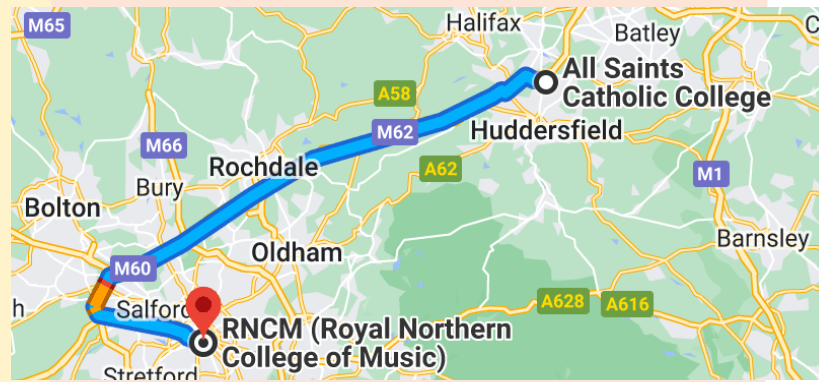 M65
Halifax
Batley
C
All Saints
Catholic College
A58
M62
Huddersfield
M66
Rochdale
A62
M1
Bury
Bolton
Oldham
Barnsley
M60
h
Salford
A628
A616
RNCM (Royal Northern
College of Music)
Stretford